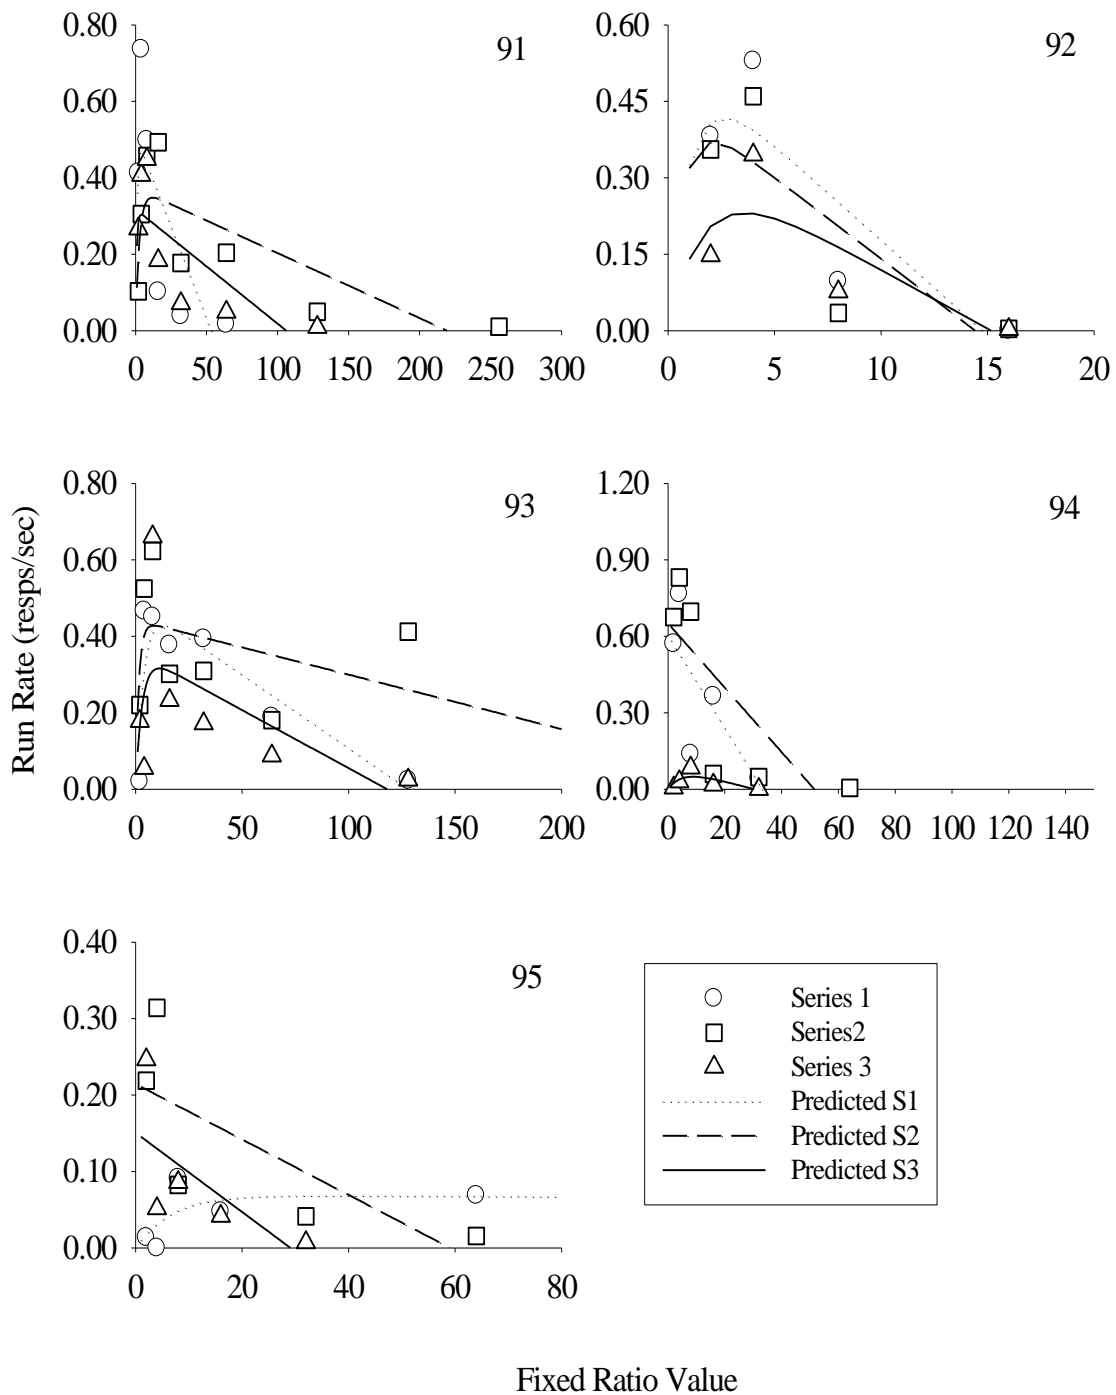 0.80
91
0.60
0.40
0.20
0.00
0 50 100 150 200 250 300
0.60
92
0.45
0.30
0.15
0.00
0 5 10 15 20
0.80
93
0.60
0.40
0.20
0.00
0 50 100 150 200
1.20
94
0.90
0.60
0.30
0.00
0 20 40 60 80 100 120 140
Run Rate (resps/sec)
0.40
95
0.30
0.20
0.10
0.00
0 20 40 60 80
Series 1
Series2
Series 3
Predicted S1
Predicted S2
Predicted S3
Fixed Ratio Value